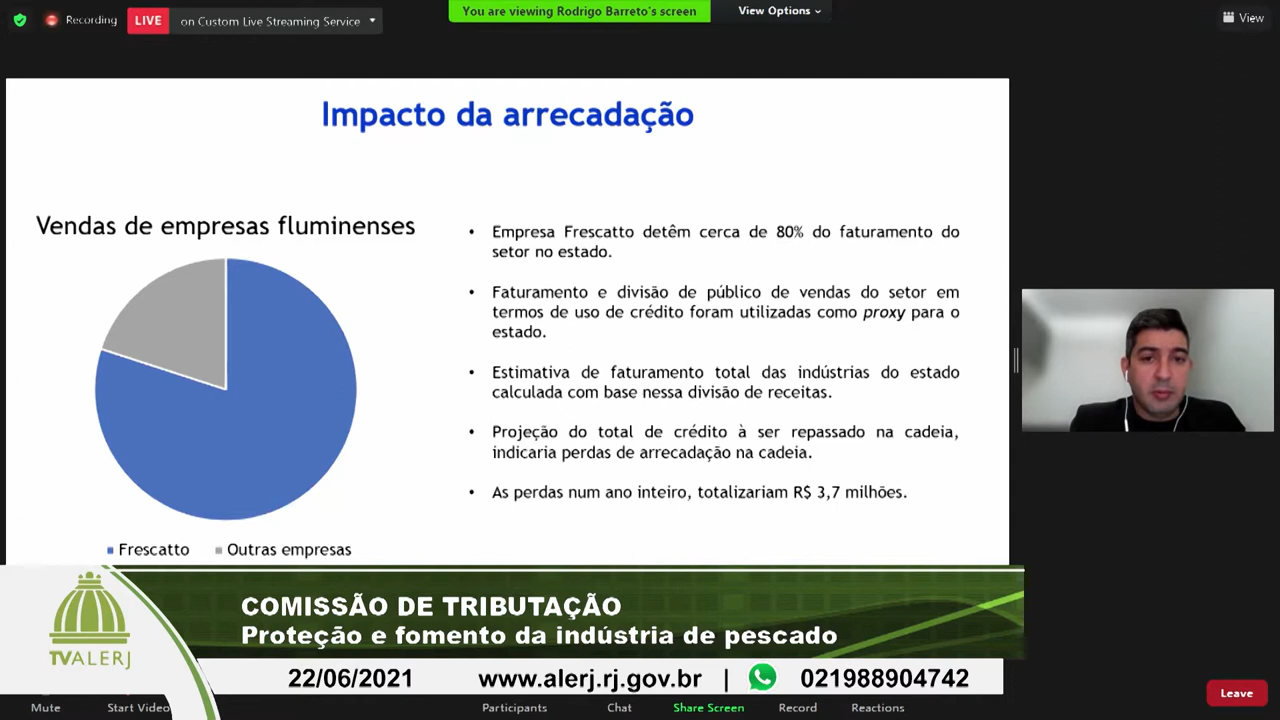 Recording
LIVE
on Custom Live Streaming Service
You are viewing Rodrigo Barreto's screen
View Options
View
Impacto da arrecadação
Vendas de empresas fluminenses
Frescatto
Outras empresas
• Empresa Frescatto detêm cerca de 80% do faturamento do
setor no estado.
• Faturamento e divisão de público de vendas do setor em
termos de uso de crédito foram utilizadas como proxy para o
estado.
• Estimativa de faturamento total das indústrias do estado
calculada com base nessa divisão de receitas.
• Projeção do total de crédito à ser repassado na cadeia,
indicaria perdas de arrecadação na cadeia.
• As perdas num ano inteiro, totalizariam R$ 3,7 milhões.
TVALERJ
COMISSÃO DE TRIBUTAÇÃO
Proteção e fomento da indústria de pescado
22/06/2021
www.alerj.rj.gov.br | 021988904742
Mute
Start Video
Participants
Chat
Share Screen
Record
Reactions
Leave